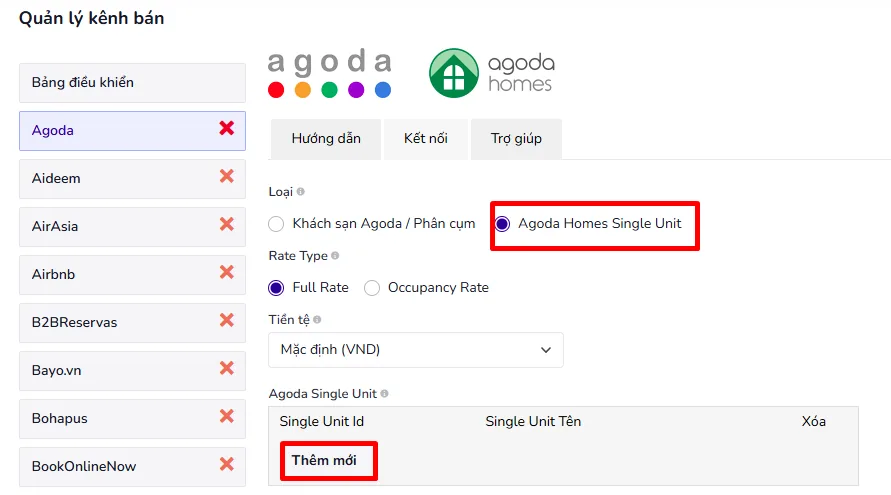 Quản lý kênh bán
Bảng điều khiển
Agoda
Aideem
AirAsia
Airbnb
B2BReservas
Bayo.vn
Bohapus
BookOnlineNow
agoda
agoda
homes
Hướng dẫn
Kết nối
Trợ giúp
Loại
Khách sạn Agoda / Phân cụm
Agoda Homes Single Unit
Rate Type
Full Rate
Occupancy Rate
Tiền tệ
Mặc định (VND)
Agoda Single Unit
Single Unit Id
Single Unit Tên
Xóa
Thêm mới